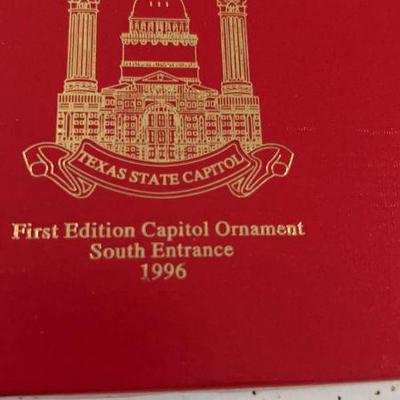 TEXAS STATE CAPITOL
First Edition Capitol Ornament
South Entrance
1996